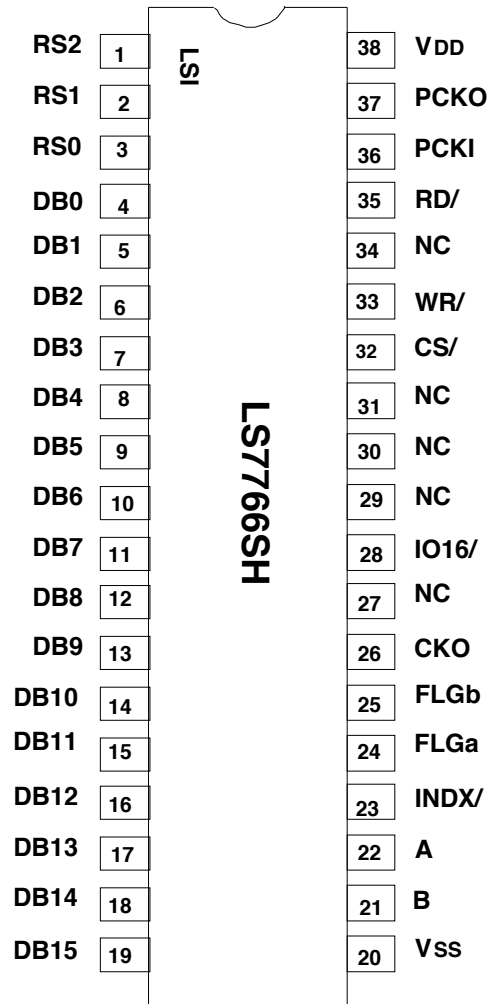 RS2 1 LSI 38 VDD
RS1 2 37 PCKO
RS0 3 36 PCKI
DB0 4 35 RD/
DB1 5 34 NC
DB2 6 33 WR/
DB3 7 32 CS/
DB4 8 31 NC
DB5 9 30 NC
DB6 10 29 NC
LS7766SH
DB7 11 28 IO16/
DB8 12 27 NC
DB9 13 26 CKO
DB10 14 25 FLGb
DB11 15 24 FLGa
DB12 16 23 INDX/
DB13 17 22 A
DB14 18 21 B
DB15 19 20 VSS